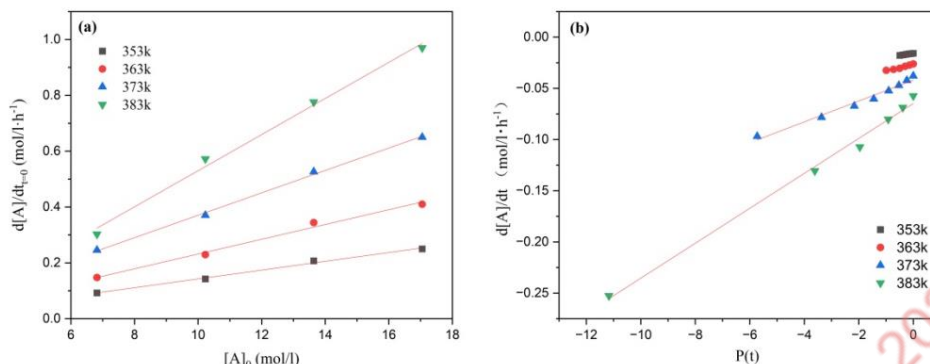 (a)
353k
363k
373k
383k
d[A]/dt_{t=0} (mol/l·h⁻¹)
1.0
0.8
0.6
0.4
0.2
0.0
6 8 10 12 14 16 18
[A]₀ (mol/l)
(b)
d[A]/dt（mol/l·h⁻¹）
0.00
−0.05
−0.10
−0.15
−0.20
−0.25
353k
363k
373k
383k
−12 −10 −8 −6 −4 −2 0
P(t)